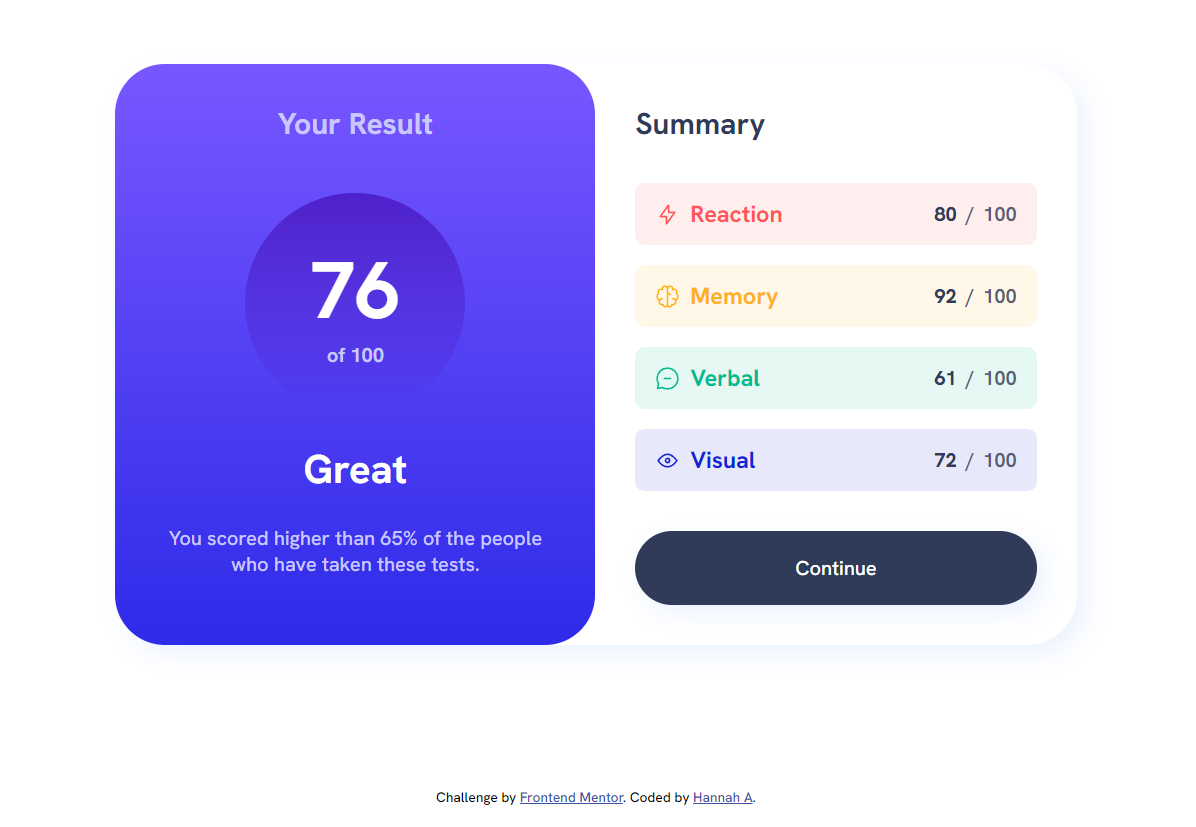 Your Result
76
of 100
Great
You scored higher than 65% of the people
who have taken these tests.
Summary
Reaction 80 / 100
Memory 92 / 100
Verbal 61 / 100
Visual 72 / 100
Continue
Challenge by Frontend Mentor. Coded by Hannah A.